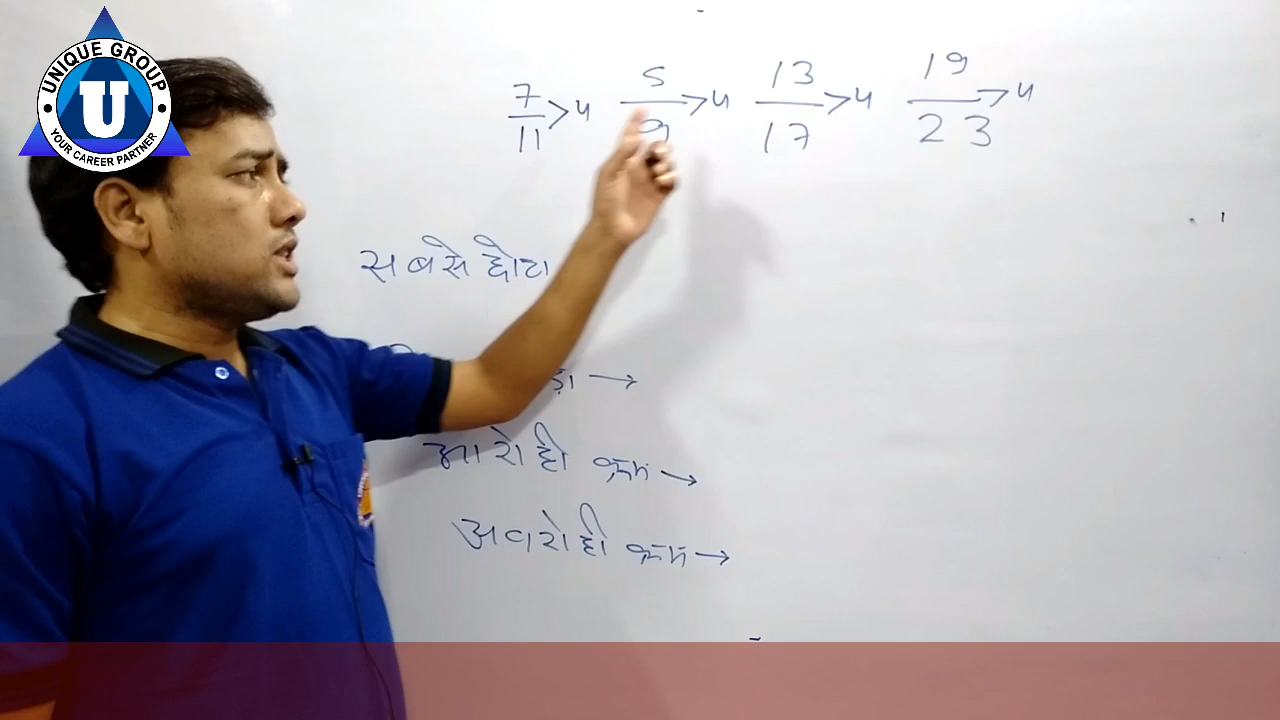 UNIQUE GROUP
U
YOUR CAREER PARTNER
7/11 > 4 5/9 > 4 13/17 > 4 19/23 > 4
सबसे छोटा
ड़ा →
आरोही क्रम →
अवरोही क्रम →